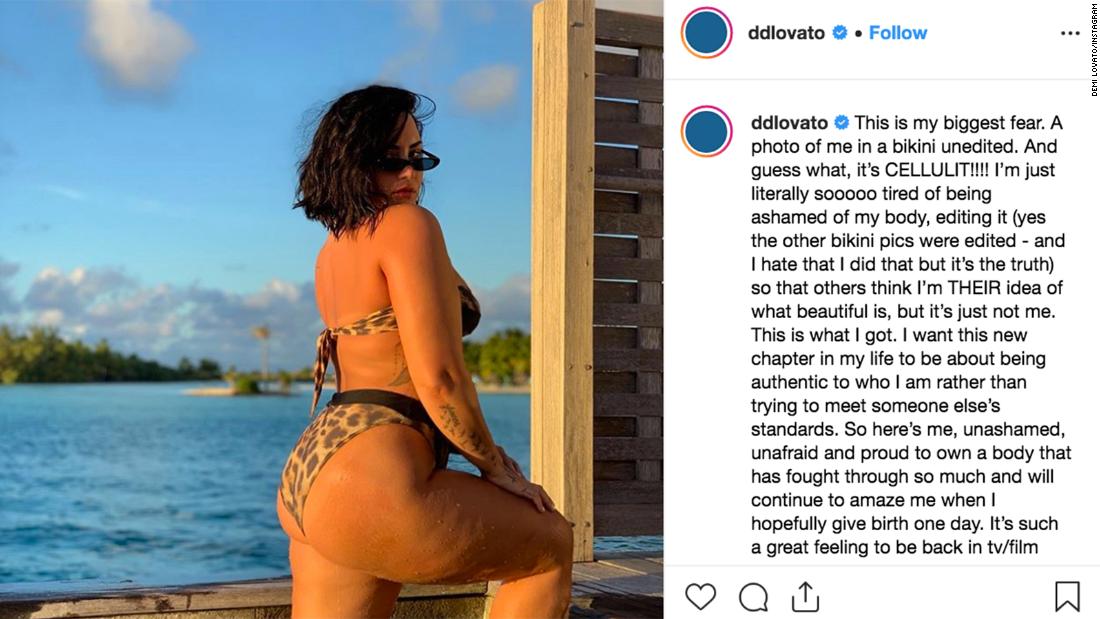 ddlovato • Follow
ddlovato This is my biggest fear. A
photo of me in a bikini unedited. And
guess what, it's CELLULIT!!!! I'm just
literally sooooo tired of being
ashamed of my body, editing it (yes
the other bikini pics were edited - and
I hate that I did that but it's the truth)
so that others think I'm THEIR idea of
what beautiful is, but it's just not me.
This is what I got. I want this new
chapter in my life to be about being
authentic to who I am rather than
trying to meet someone else's
standards. So here's me, unashamed,
unafraid and proud to own a body that
has fought through so much and will
continue to amaze me when I
hopefully give birth one day. It's such
a great feeling to be back in tv/film
DEMI LOVATO/INSTAGRAM